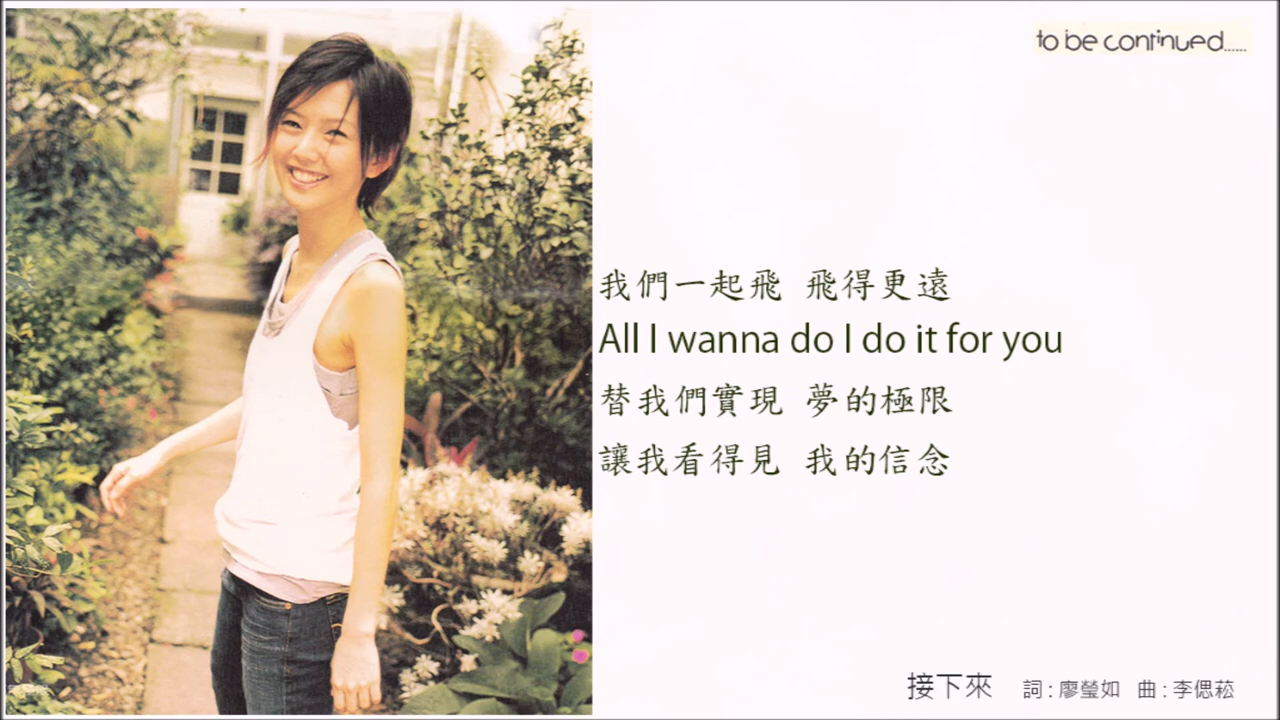 to be continued......
我們一起飛 飛得更遠
All I wanna do I do it for you
替我們實現 夢的極限
讓我看得見 我的信念
接下來 詞 : 廖瑩如 曲 : 李偲菘